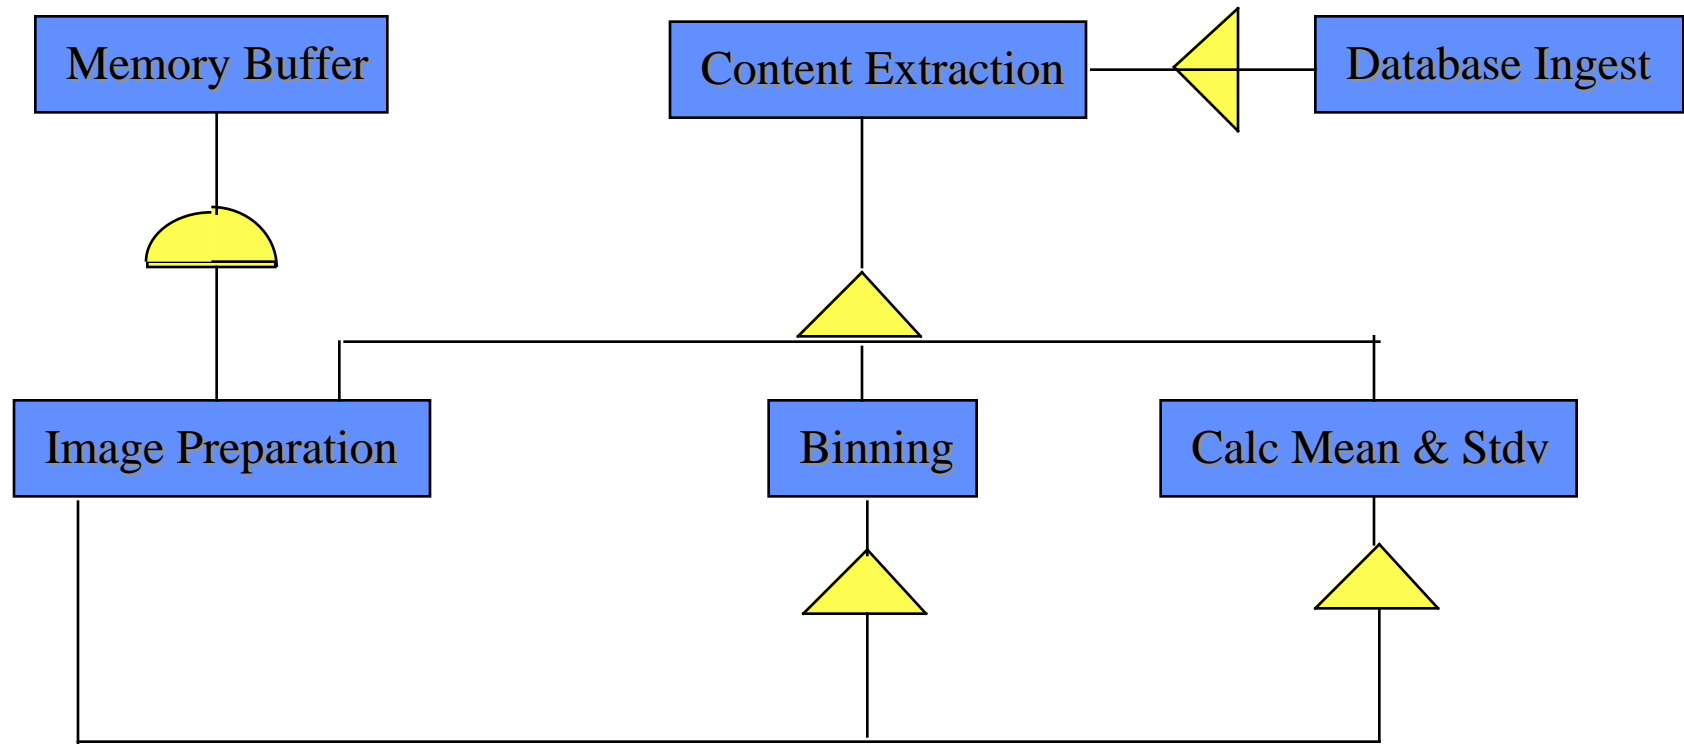 Memory Buffer
Content Extraction
Database Ingest
Image Preparation
Binning
Calc Mean & Stdv